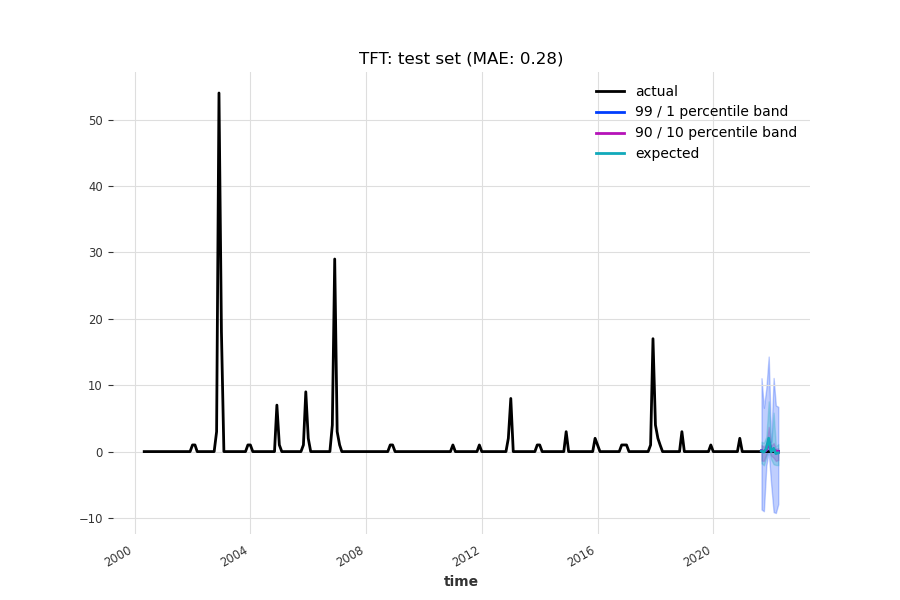 TFT: test set (MAE: 0.28)
actual
99 / 1 percentile band
90 / 10 percentile band
expected
50
40
30
20
10
0
−10
2000
2004
2008
2012
2016
2020
time